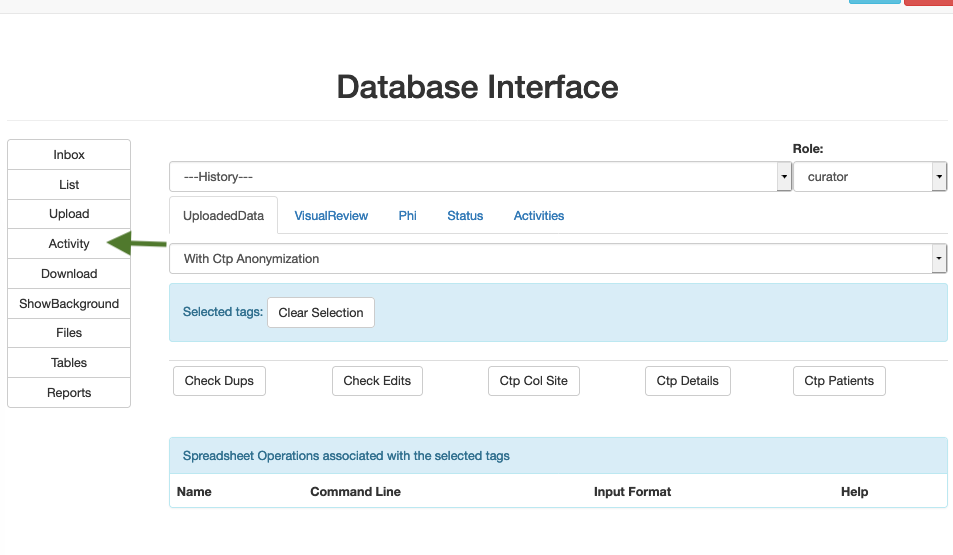 Database Interface
Inbox
List
Upload
Activity
Download
ShowBackground
Files
Tables
Reports
Role:
---History---
curator
UploadedData VisualReview Phi Status Activities
With Ctp Anonymization
Selected tags: Clear Selection
Check Dups Check Edits Ctp Col Site Ctp Details Ctp Patients
Spreadsheet Operations associated with the selected tags
Name Command Line Input Format Help